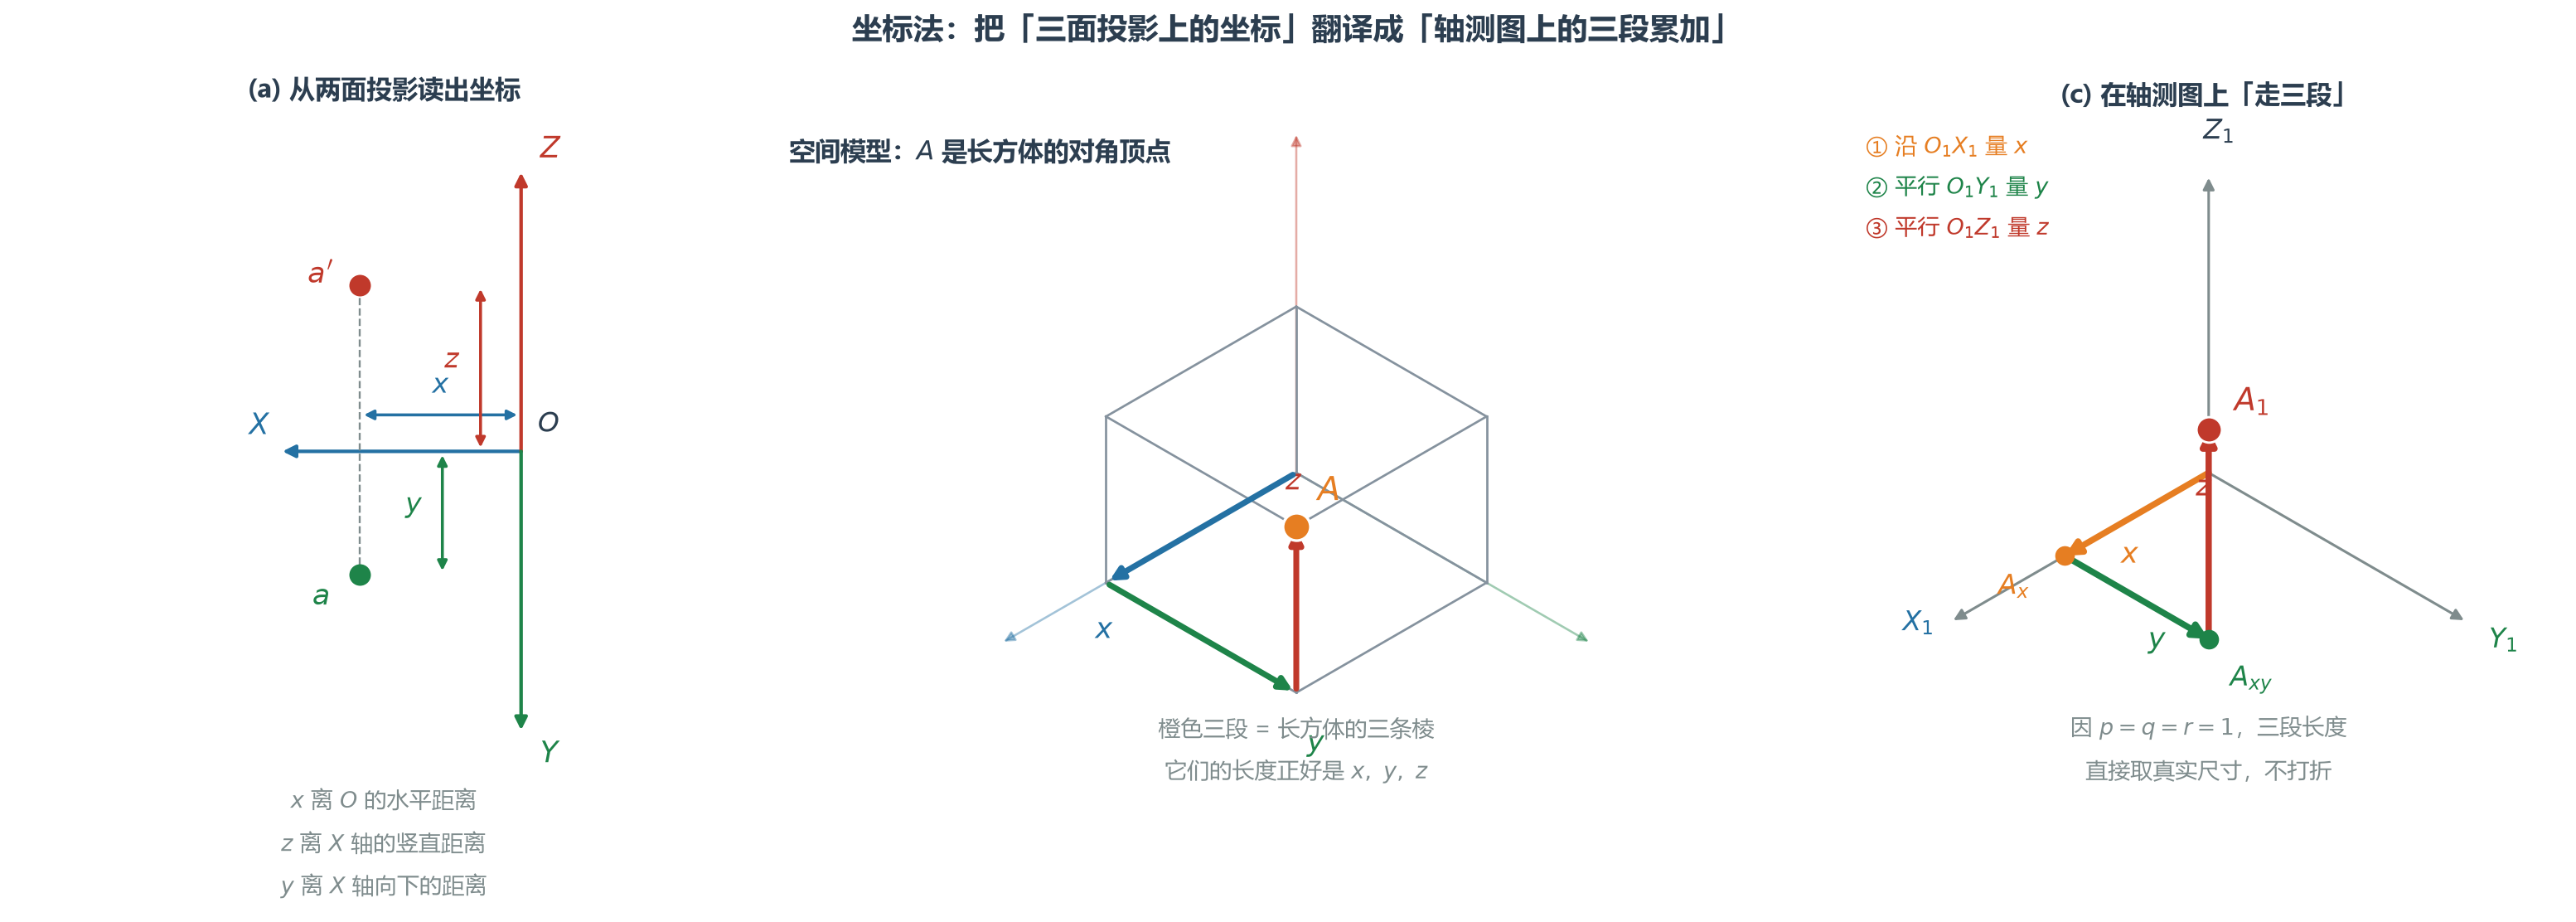 坐标法：把「三面投影上的坐标」翻译成「轴测图上的三段累加」
(a) 从两面投影读出坐标
Z
a′
z
x
X
O
y
a
Y
x 离 O 的水平距离
z 离 X 轴的竖直距离
y 离 X 轴向下的距离
空间模型：A 是长方体的对角顶点
z
A
x
橙色三段 = 长方体的三条棱
y
它们的长度正好是 x, y, z
(c) 在轴测图上「走三段」
Z₁
① 沿 O₁X₁ 量 x
② 平行 O₁Y₁ 量 y
③ 平行 O₁Z₁ 量 z
A₁
z
x
Aₓ
X₁
y
Y₁
A_{xy}
因 p = q = r = 1，三段长度
直接取真实尺寸，不打折